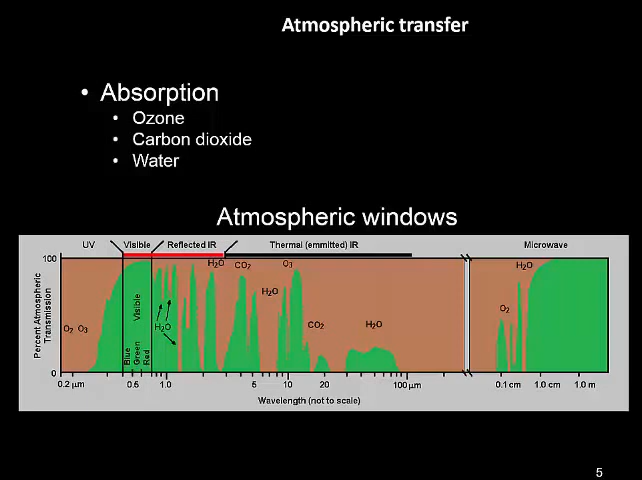 Atmospheric transfer
• Absorption
• Ozone
• Carbon dioxide
• Water
Atmospheric windows
UV Visible Reflected IR Thermal (emmitted) IR Microwave
100
H₂O CO₂ O₃ H₂O
H₂O
Percent Atmospheric
Transmission
Visible
O₂ O₃ H₂O CO₂ H₂O O₂
Blue
Green
Red
0
0.2 µm 0.6 1.0 5 10 20 100 µm 0.1 cm 1.0 cm 1.0 m
Wavelength (not to scale)
5